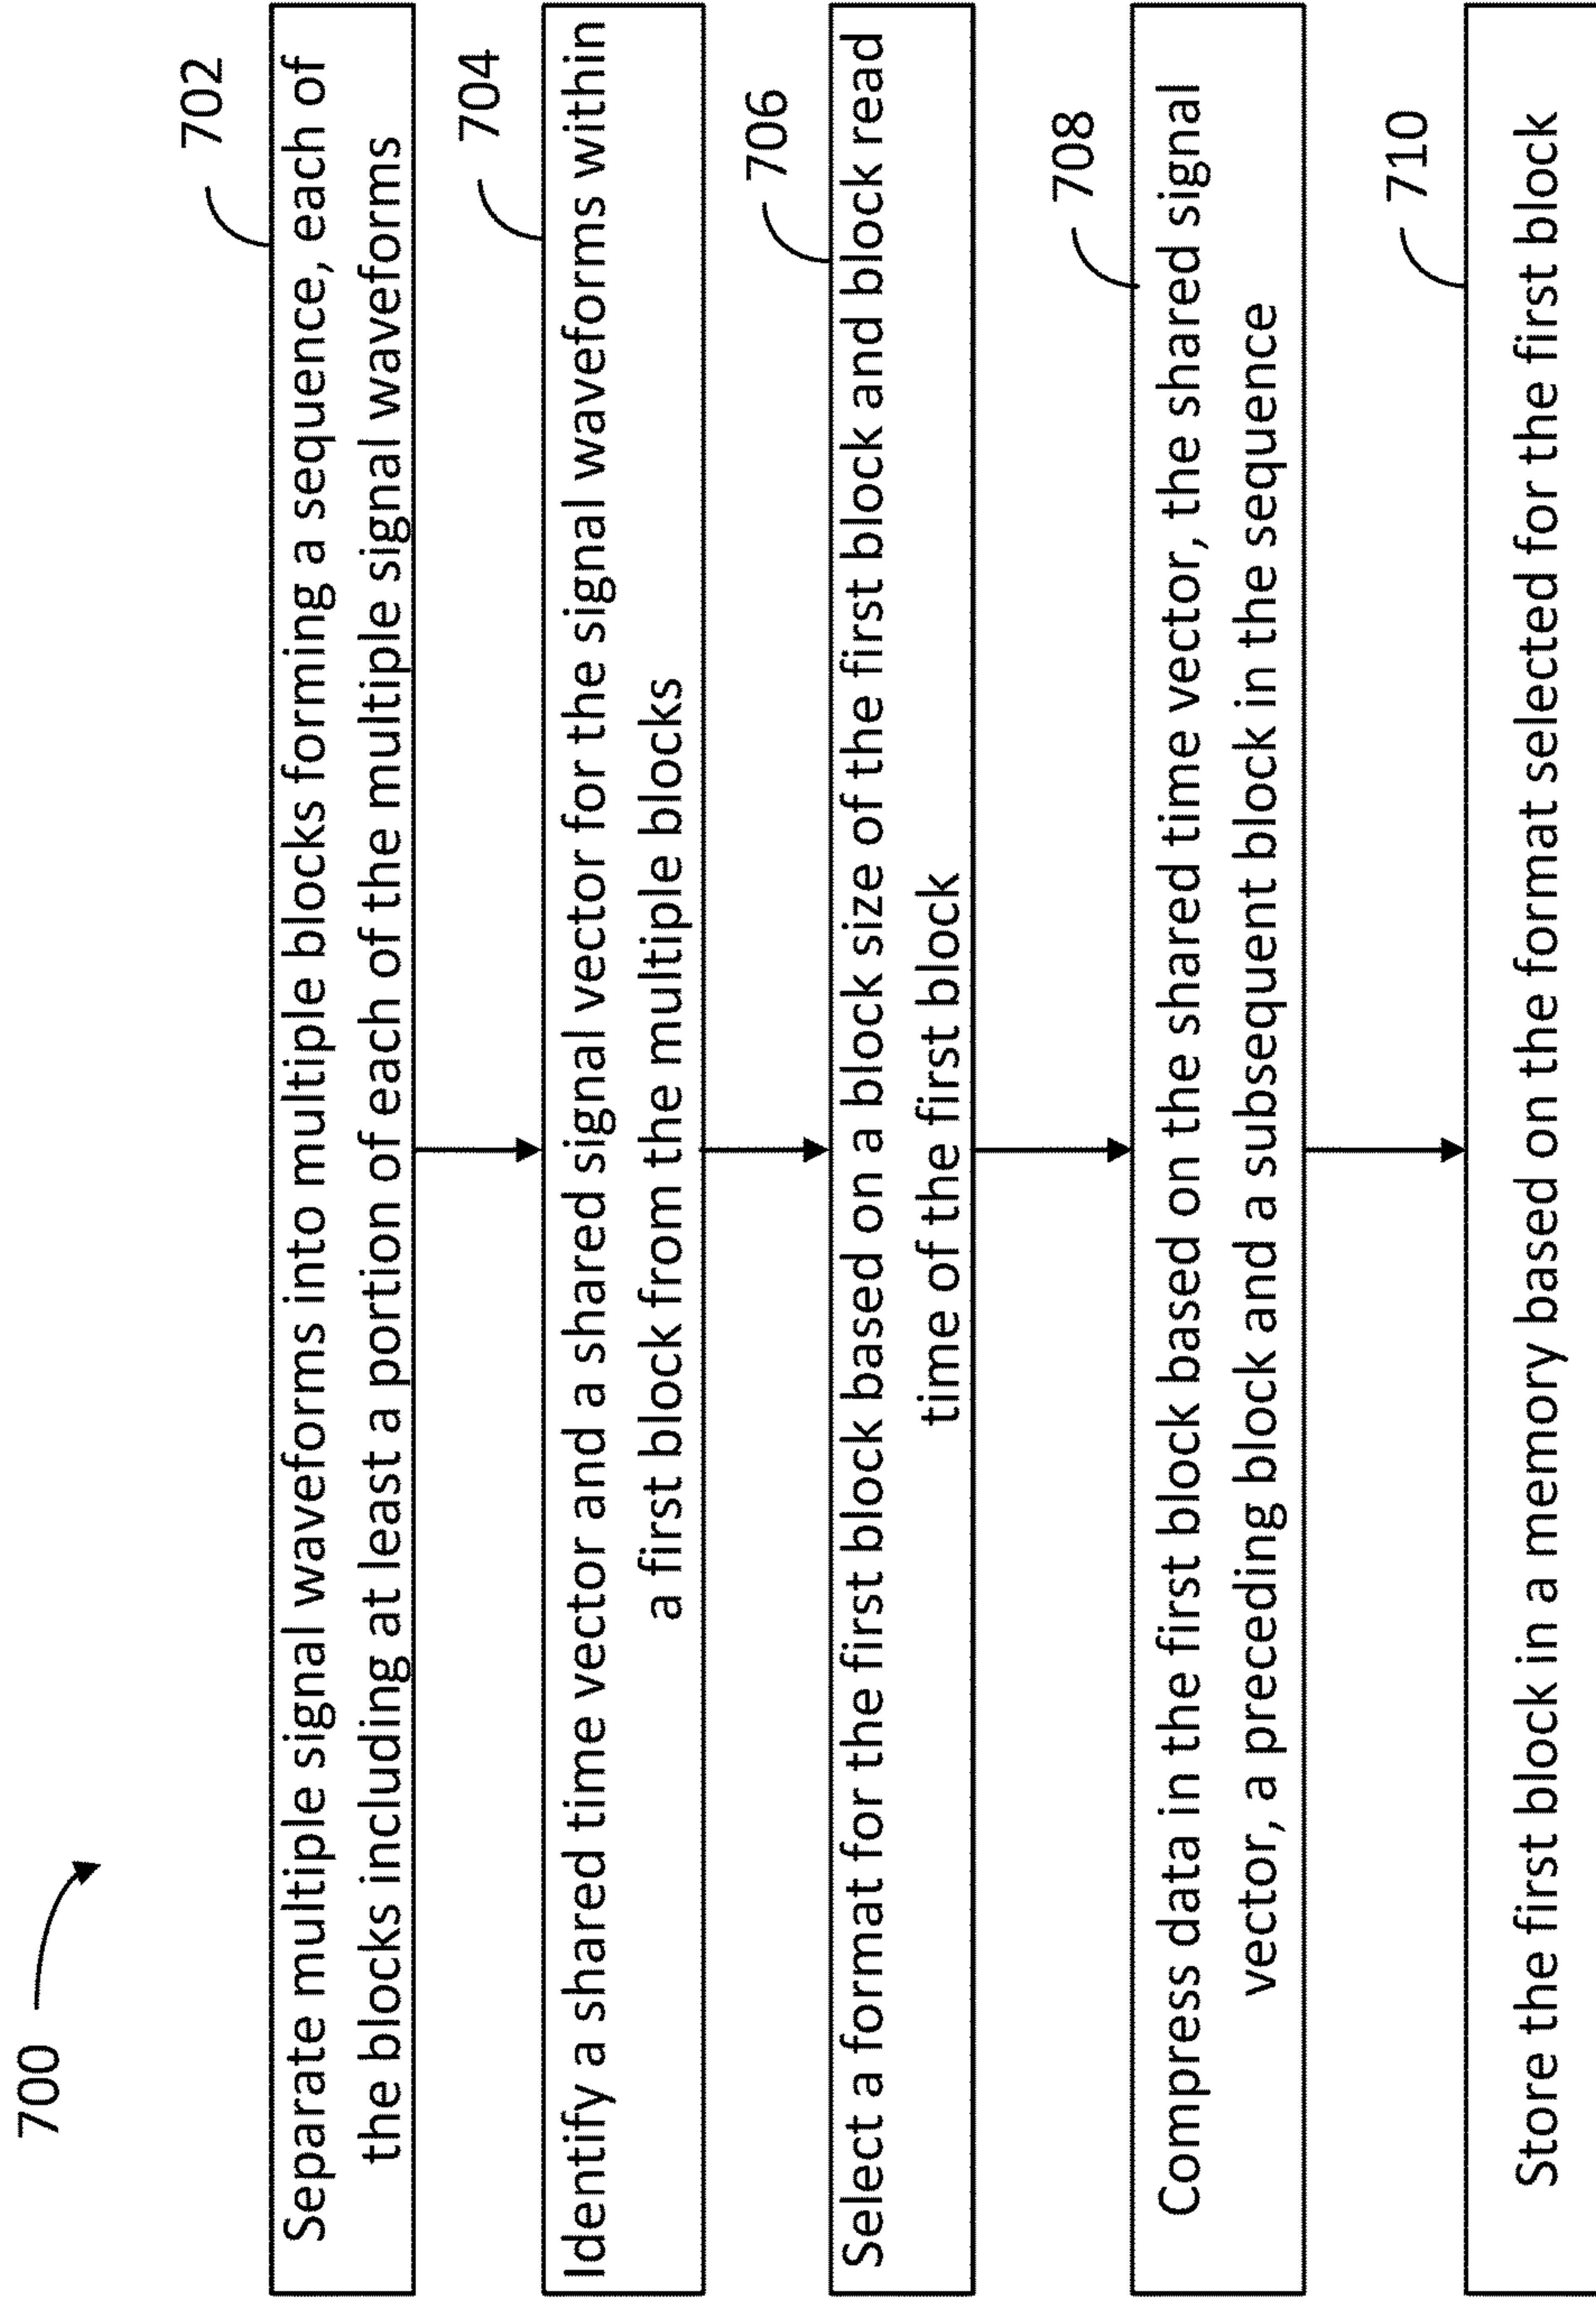 700
702
Separate multiple signal waveforms into multiple blocks forming a sequence, each of
the blocks including at least a portion of each of the multiple signal waveforms
704
Identify a shared time vector and a shared signal vector for the signal waveforms within
a first block from the multiple blocks
706
Select a format for the first block based on a block size of the first block and block read
time of the first block
708
Compress data in the first block based on the shared time vector, the shared signal
vector, a preceding block and a subsequent block in the sequence
710
Store the first block in a memory based on the format selected for the first block